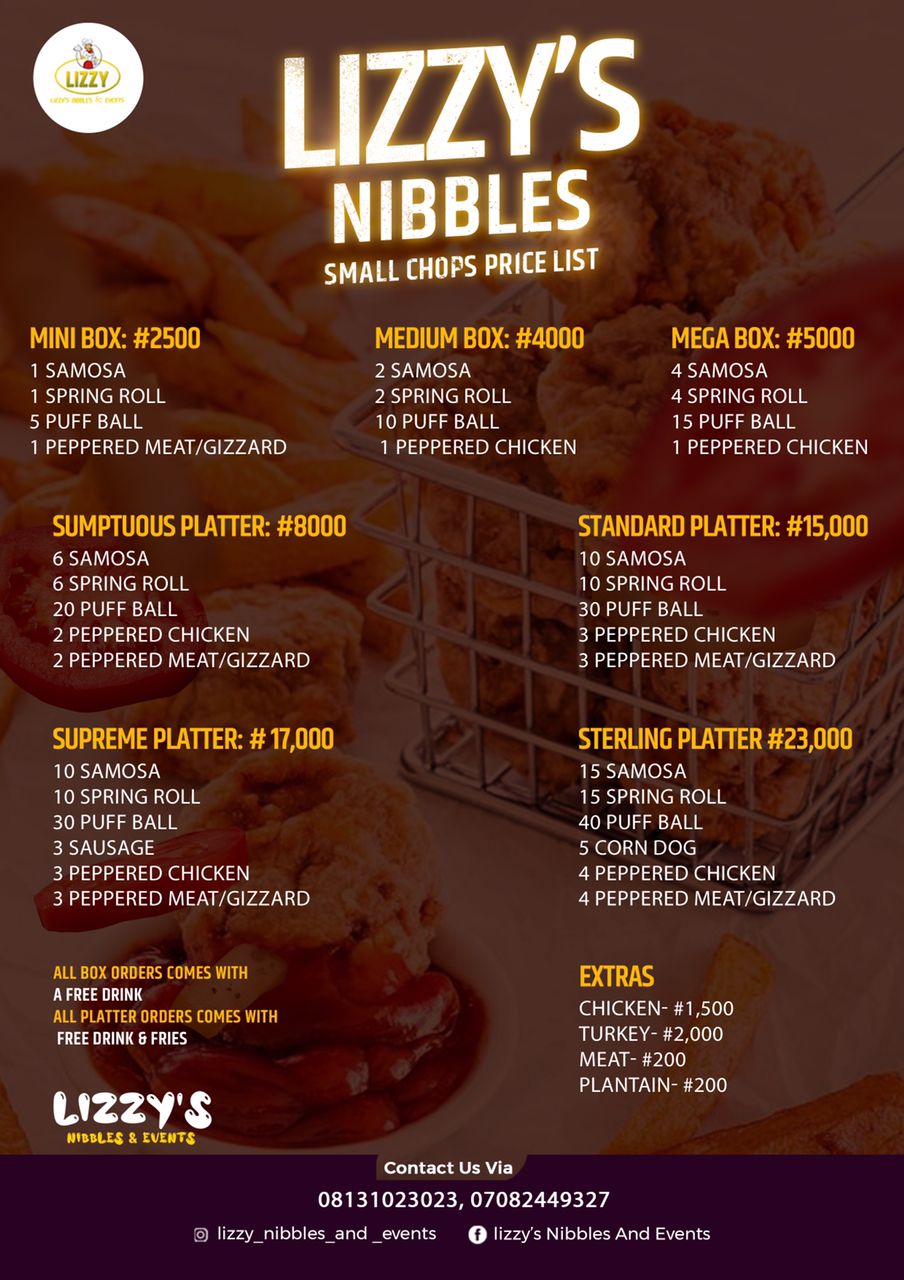 LIZZY
LIZZY'S NIBBLES & EVENTS
LIZZY'S
NIBBLES
SMALL CHOPS PRICE LIST
MINI BOX: #2500
1 SAMOSA
1 SPRING ROLL
5 PUFF BALL
1 PEPPERED MEAT/GIZZARD
MEDIUM BOX: #4000
2 SAMOSA
2 SPRING ROLL
10 PUFF BALL
1 PEPPERED CHICKEN
MEGA BOX: #5000
4 SAMOSA
4 SPRING ROLL
15 PUFF BALL
1 PEPPERED CHICKEN
SUMPTUOUS PLATTER: #8000
6 SAMOSA
6 SPRING ROLL
20 PUFF BALL
2 PEPPERED CHICKEN
2 PEPPERED MEAT/GIZZARD
STANDARD PLATTER: #15,000
10 SAMOSA
10 SPRING ROLL
30 PUFF BALL
3 PEPPERED CHICKEN
3 PEPPERED MEAT/GIZZARD
SUPREME PLATTER: # 17,000
10 SAMOSA
10 SPRING ROLL
30 PUFF BALL
3 SAUSAGE
3 PEPPERED CHICKEN
3 PEPPERED MEAT/GIZZARD
STERLING PLATTER #23,000
15 SAMOSA
15 SPRING ROLL
40 PUFF BALL
5 CORN DOG
4 PEPPERED CHICKEN
4 PEPPERED MEAT/GIZZARD
ALL BOX ORDERS COMES WITH
A FREE DRINK
ALL PLATTER ORDERS COMES WITH
FREE DRINK & FRIES
EXTRAS
CHICKEN- #1,500
TURKEY- #2,000
MEAT- #200
PLANTAIN- #200
LIZZY'S
NIBBLES & EVENTS
Contact Us Via
08131023023, 07082449327
lizzy_nibbles_and _events
lizzy's Nibbles And Events